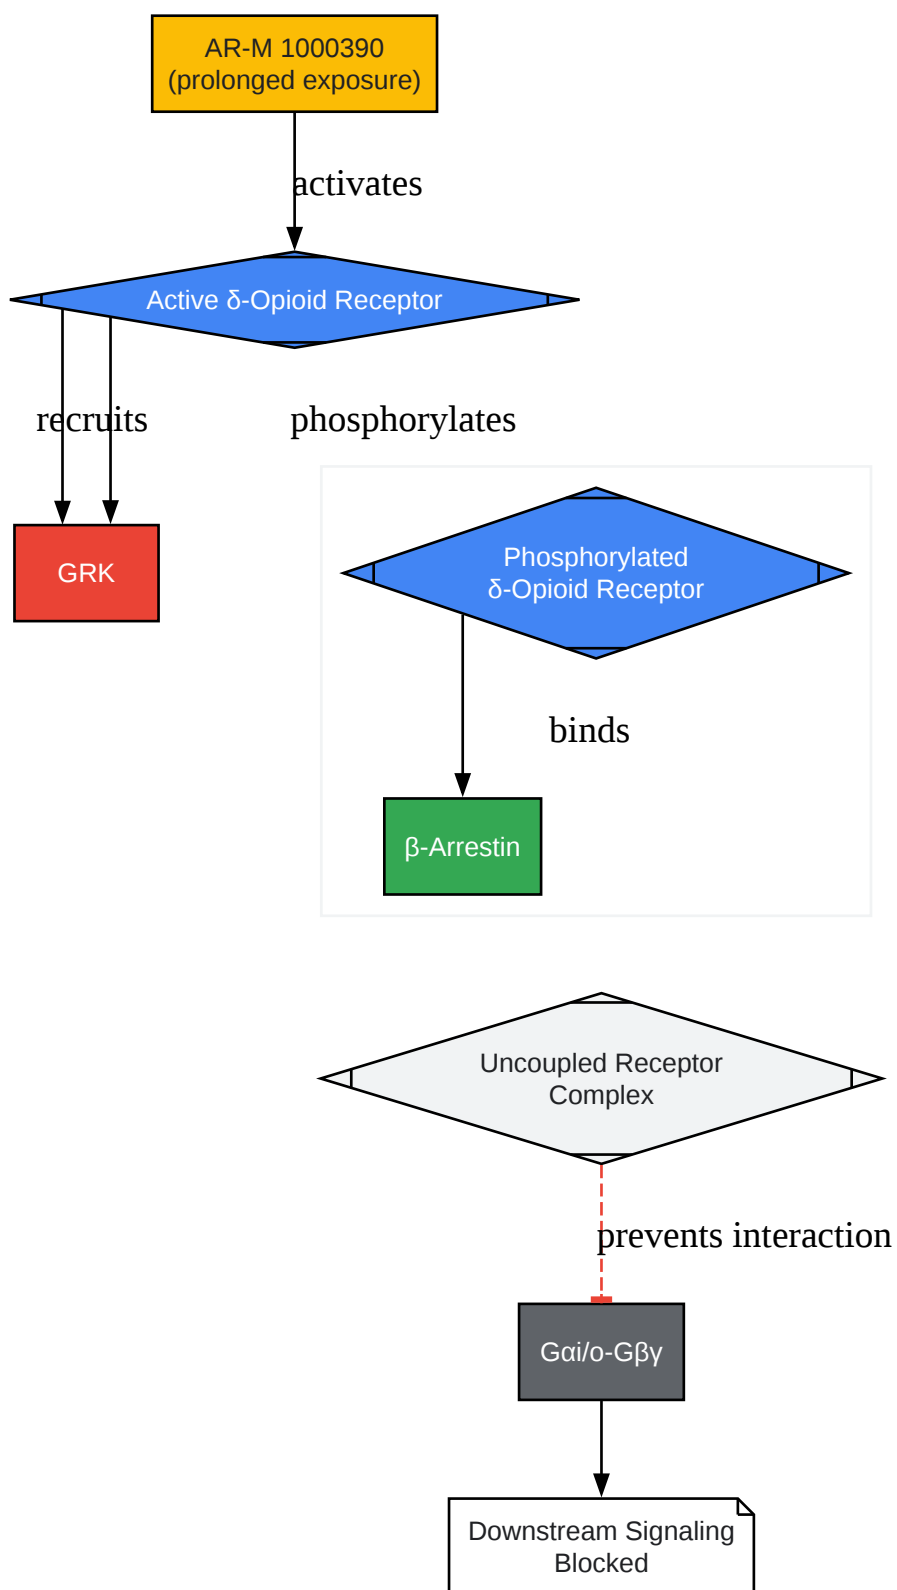 AR-M 1000390
(prolonged exposure)
activates
Active δ-Opioid Receptor
recruits
phosphorylates
GRK
Phosphorylated
δ-Opioid Receptor
binds
β-Arrestin
Uncoupled Receptor
Complex
prevents interaction
Gαi/o-Gβγ
Downstream Signaling
Blocked